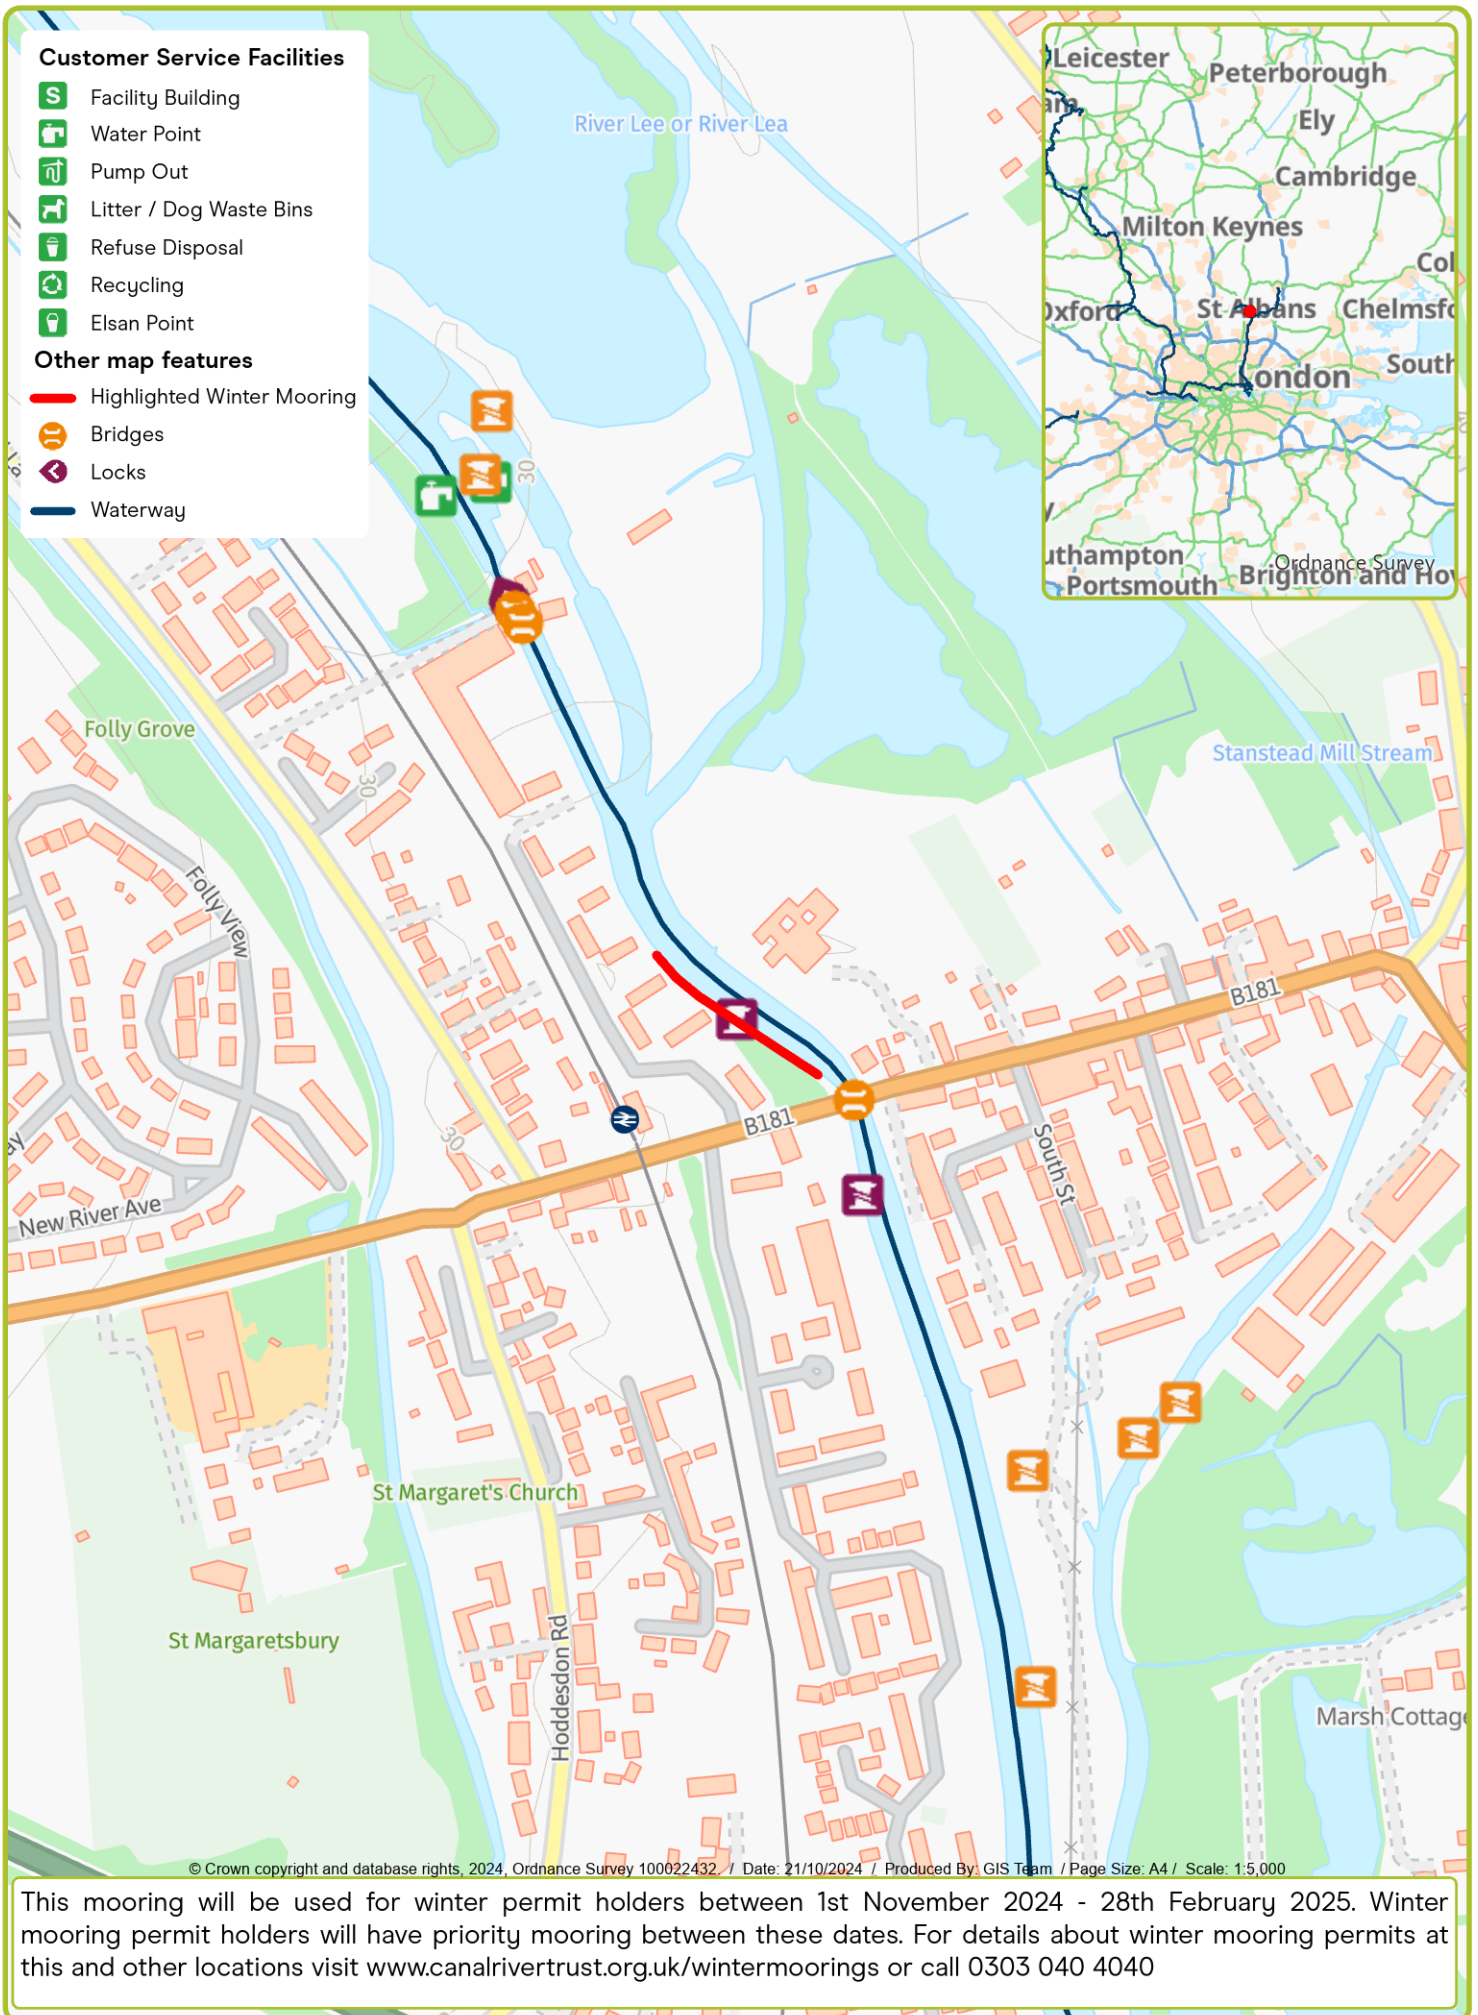 Customer Service Facilities
Facility Building
Water Point
Pump Out
Litter / Dog Waste Bins
Refuse Disposal
Recycling
Elsan Point
Other map features
Highlighted Winter Mooring
Bridges
Locks
Waterway
S
River Lee or River Lea
Leicester
Peterborough
am
Ely
Cambridge
Milton Keynes
Col
Oxford
St Albans
Chelmsfo
South
ondon
y
uthampton
Portsmouth
Ordnance Survey
Brighton and Hov
30
Folly Grove
30
Stanstead Mill Stream
Folly View
B181
B181
30
South St
New River Ave
ay
St Margaret's Church
St Margaretsbury
Hoddesdon Rd
Marsh Cottage
© Crown copyright and database rights, 2024, Ordnance Survey 100022432. / Date: 21/10/2024 / Produced By: GIS Team / Page Size: A4 / Scale: 1:5,000
This mooring will be used for winter permit holders between 1st November 2024 - 28th February 2025. Winter
mooring permit holders will have priority mooring between these dates. For details about winter mooring permits at
this and other locations visit www.canalrivertrust.org.uk/wintermoorings or call 0303 040 4040